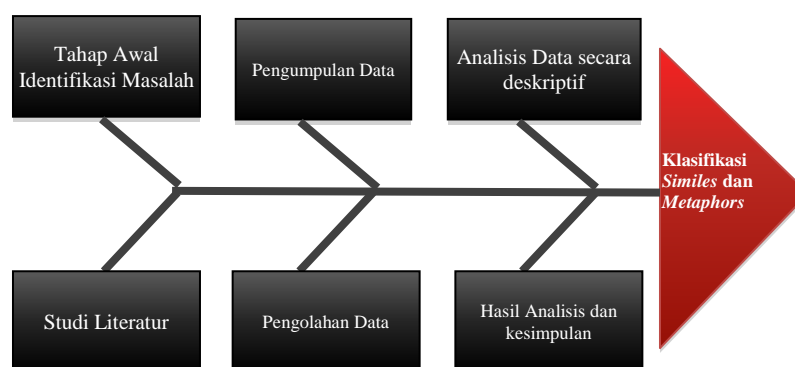 Tahap Awal
Identifikasi Masalah
Pengumpulan Data
Analisis Data secara
deskriptif
Klasifikasi
Similes dan
Metaphors
Studi Literatur
Pengolahan Data
Hasil Analisis dan
kesimpulan